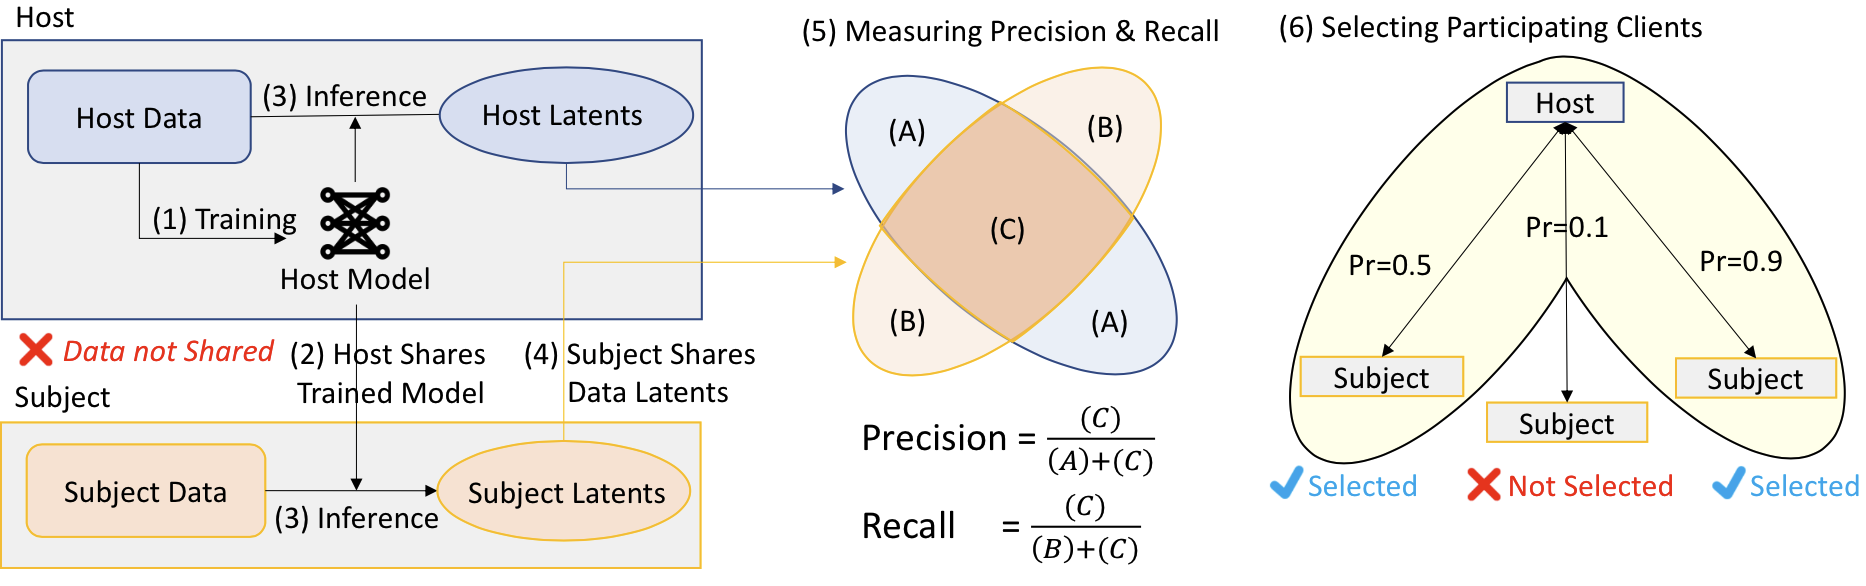 Host
Host Data
(3) Inference
Host Latents
(1) Training
Host Model
Data not Shared
(2) Host Shares
Trained Model
(4) Subject Shares
Data Latents
Subject
Subject Data
(3) Inference
Subject Latents
(5) Measuring Precision & Recall
(A)
(B)
(C)
(B)
(A)
Precision = (C) / (A)+(C)
Recall = (C) / (B)+(C)
(6) Selecting Participating Clients
Host
Pr=0.5
Pr=0.1
Pr=0.9
Subject
Subject
Subject
Selected
Not Selected
Selected